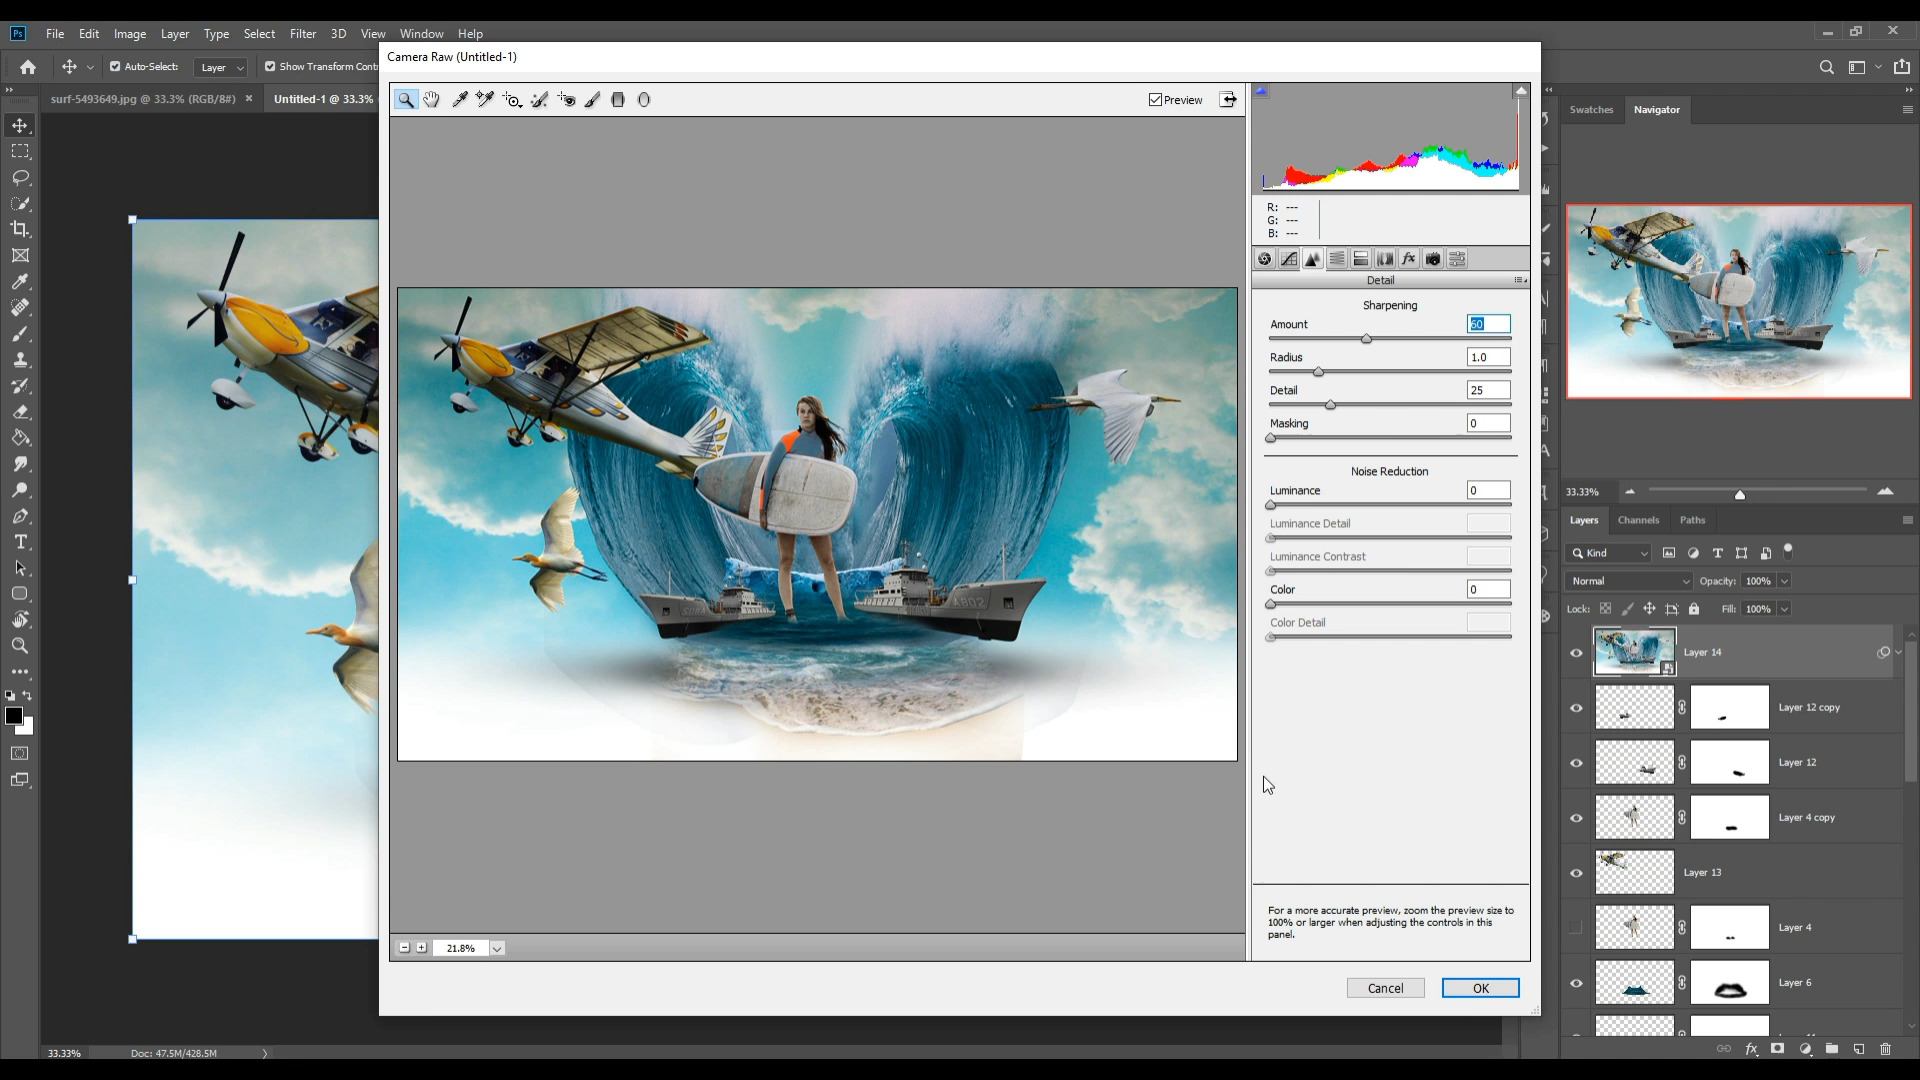 Ps File Edit Image Layer Type Select Filter 3D View Window Help
Camera Raw (Untitled-1)
Auto-Select: Layer Show Transform Cont
surf-5493649.jpg @ 33.3% (RGB/8#) × Untitled-1 @ 33.3%
Preview
R: ---
G: ---
B: ---
fx
Detail
Sharpening
Amount 60
Radius 1.0
Detail 25
Masking 0
Noise Reduction
Luminance 0
Luminance Detail
Luminance Contrast
Color 0
Color Detail
For a more accurate preview, zoom the preview size to
100% or larger when adjusting the controls in this
panel.
21.8%
Cancel OK
A802
Swatches Navigator
33.33%
Layers Channels Paths
Kind
Normal Opacity: 100%
Lock: Fill: 100%
Layer 14
Layer 12 copy
Layer 12
Layer 4 copy
Layer 13
Layer 4
Layer 6
fx
33.33% Doc: 47.5M/428.5M